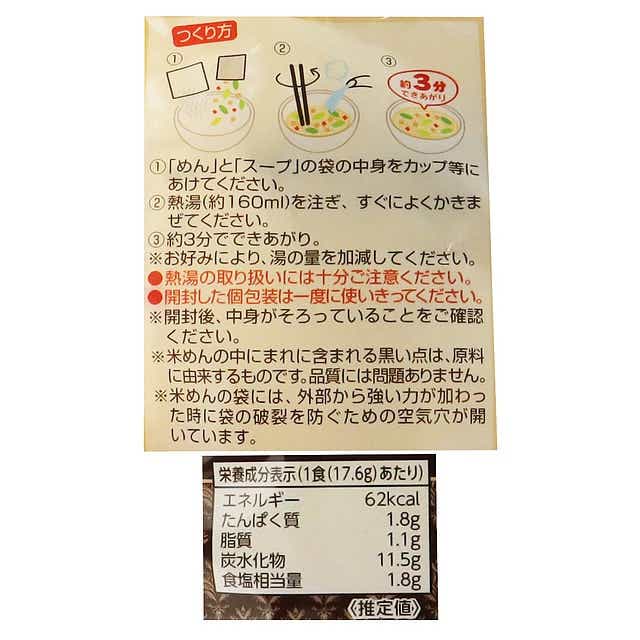 つくり方
① ② ③
約3分
できあがり
①「めん」と「スープ」の袋の中身をカップ等に
あけてください。
②熱湯(約160ml)を注ぎ、すぐによくかきま
ぜてください。
③約3分でできあがり。
※お好みにより、湯の量を加減してください。
●熱湯の取り扱いには十分ご注意ください。
●開封した個包装は一度に使いきってください。
※開封後、中身がそろっていることをご確認
ください。
※米めんの中にまれに含まれる黒い点は、原料
に由来するものです。品質には問題ありません。
※米めんの袋には、外部から強い力が加わっ
た時に袋の破裂を防ぐための空気穴が開
いています。
栄養成分表示(1食(17.6g)あたり)
エネルギー 62kcal
たんぱく質 1.8g
脂質 1.1g
炭水化物 11.5g
食塩相当量 1.8g
〈推定値〉